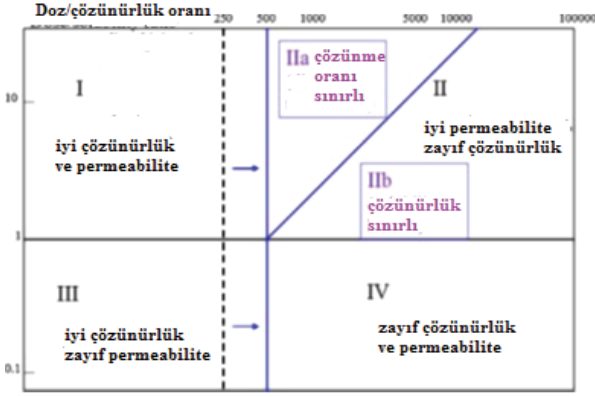 Doz/çözünürlük oranı
250 500 1000 5000 10000 100000
10
1
0.1
I
iyi çözünürlük
ve permeabilite
IIa çözünme
oranı
sınırlı
II
iyi permeabilite
zayıf çözünürlük
IIb
çözünürlük
sınırlı
III
iyi çözünürlük
zayıf permeabilite
IV
zayıf çözünürlük
ve permeabilite